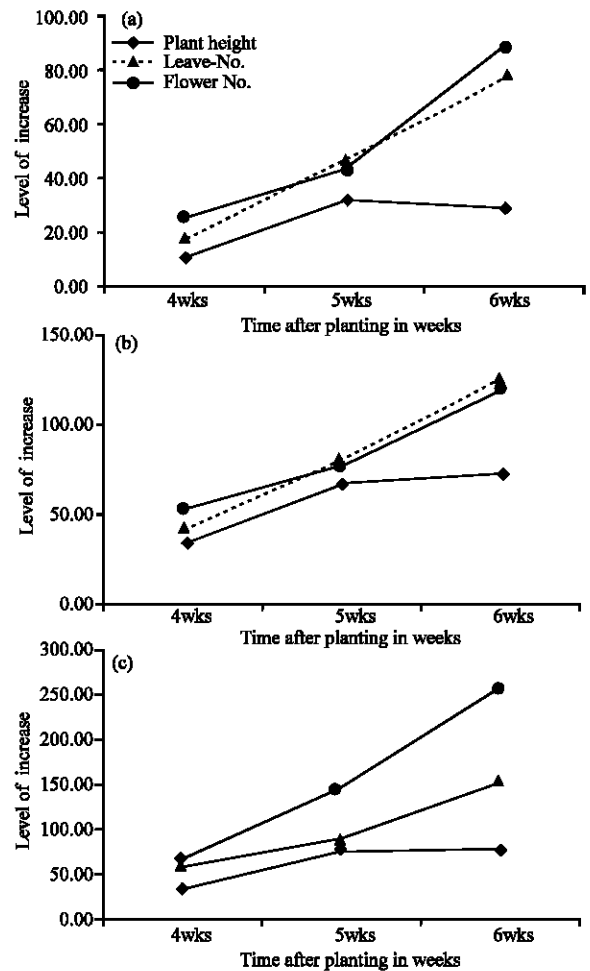 (a)
Plant height
Leave-No.
Flower No.
100.00
80.00
60.00
40.00
20.00
0.00
Level of increase
4wks 5wks 6wks
Time after planting in weeks
(b)
150.00
100.00
50.00
0.00
Level of increase
4wks 5wks 6wks
Time after planting in weeks
(c)
300.00
250.00
200.00
150.00
100.00
50.00
0.00
Level of increase
4wks 5wks 6wks
Time after planting in weeks